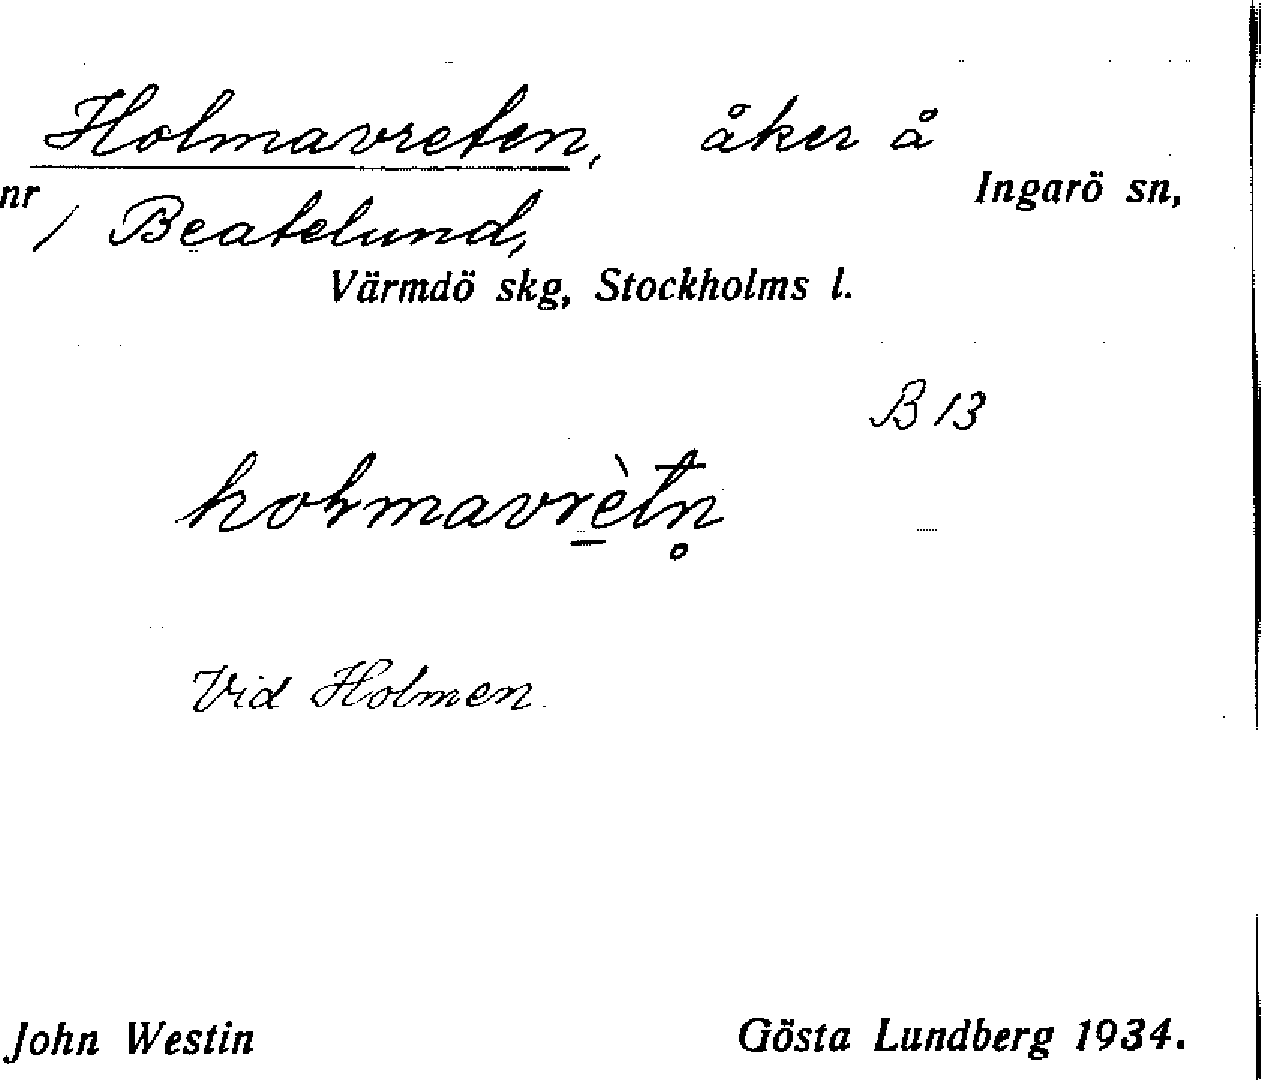 Holmavreten, åker å
Ingarö sn,
nr 1 Beatelund,
Värmdö skg, Stockholms l.
B 13
holmavrètn̥
Vid Holmen.
John Westin
Gösta Lundberg 1934.